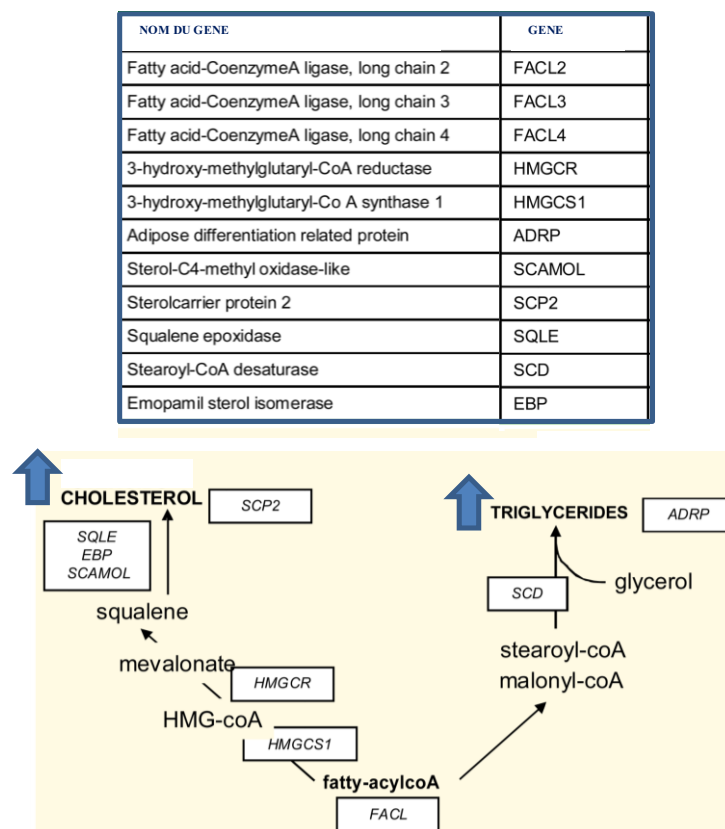 NOM DU GENE GENE
Fatty acid-CoenzymeA ligase, long chain 2 FACL2
Fatty acid-CoenzymeA ligase, long chain 3 FACL3
Fatty acid-CoenzymeA ligase, long chain 4 FACL4
3-hydroxy-methylglutaryl-CoA reductase HMGCR
3-hydroxy-methylglutaryl-Co A synthase 1 HMGCS1
Adipose differentiation related protein ADRP
Sterol-C4-methyl oxidase-like SCAMOL
Sterolcarrier protein 2 SCP2
Squalene epoxidase SQLE
Stearoyl-CoA desaturase SCD
Emopamil sterol isomerase EBP
CHOLESTEROL
SCP2
SQLE
EBP
SCAMOL
squalene
mevalonate
HMGCR
HMG-coA
HMGCS1
fatty-acylcoA
FACL
TRIGLYCERIDES
ADRP
SCD
glycerol
stearoyl-coA
malonyl-coA